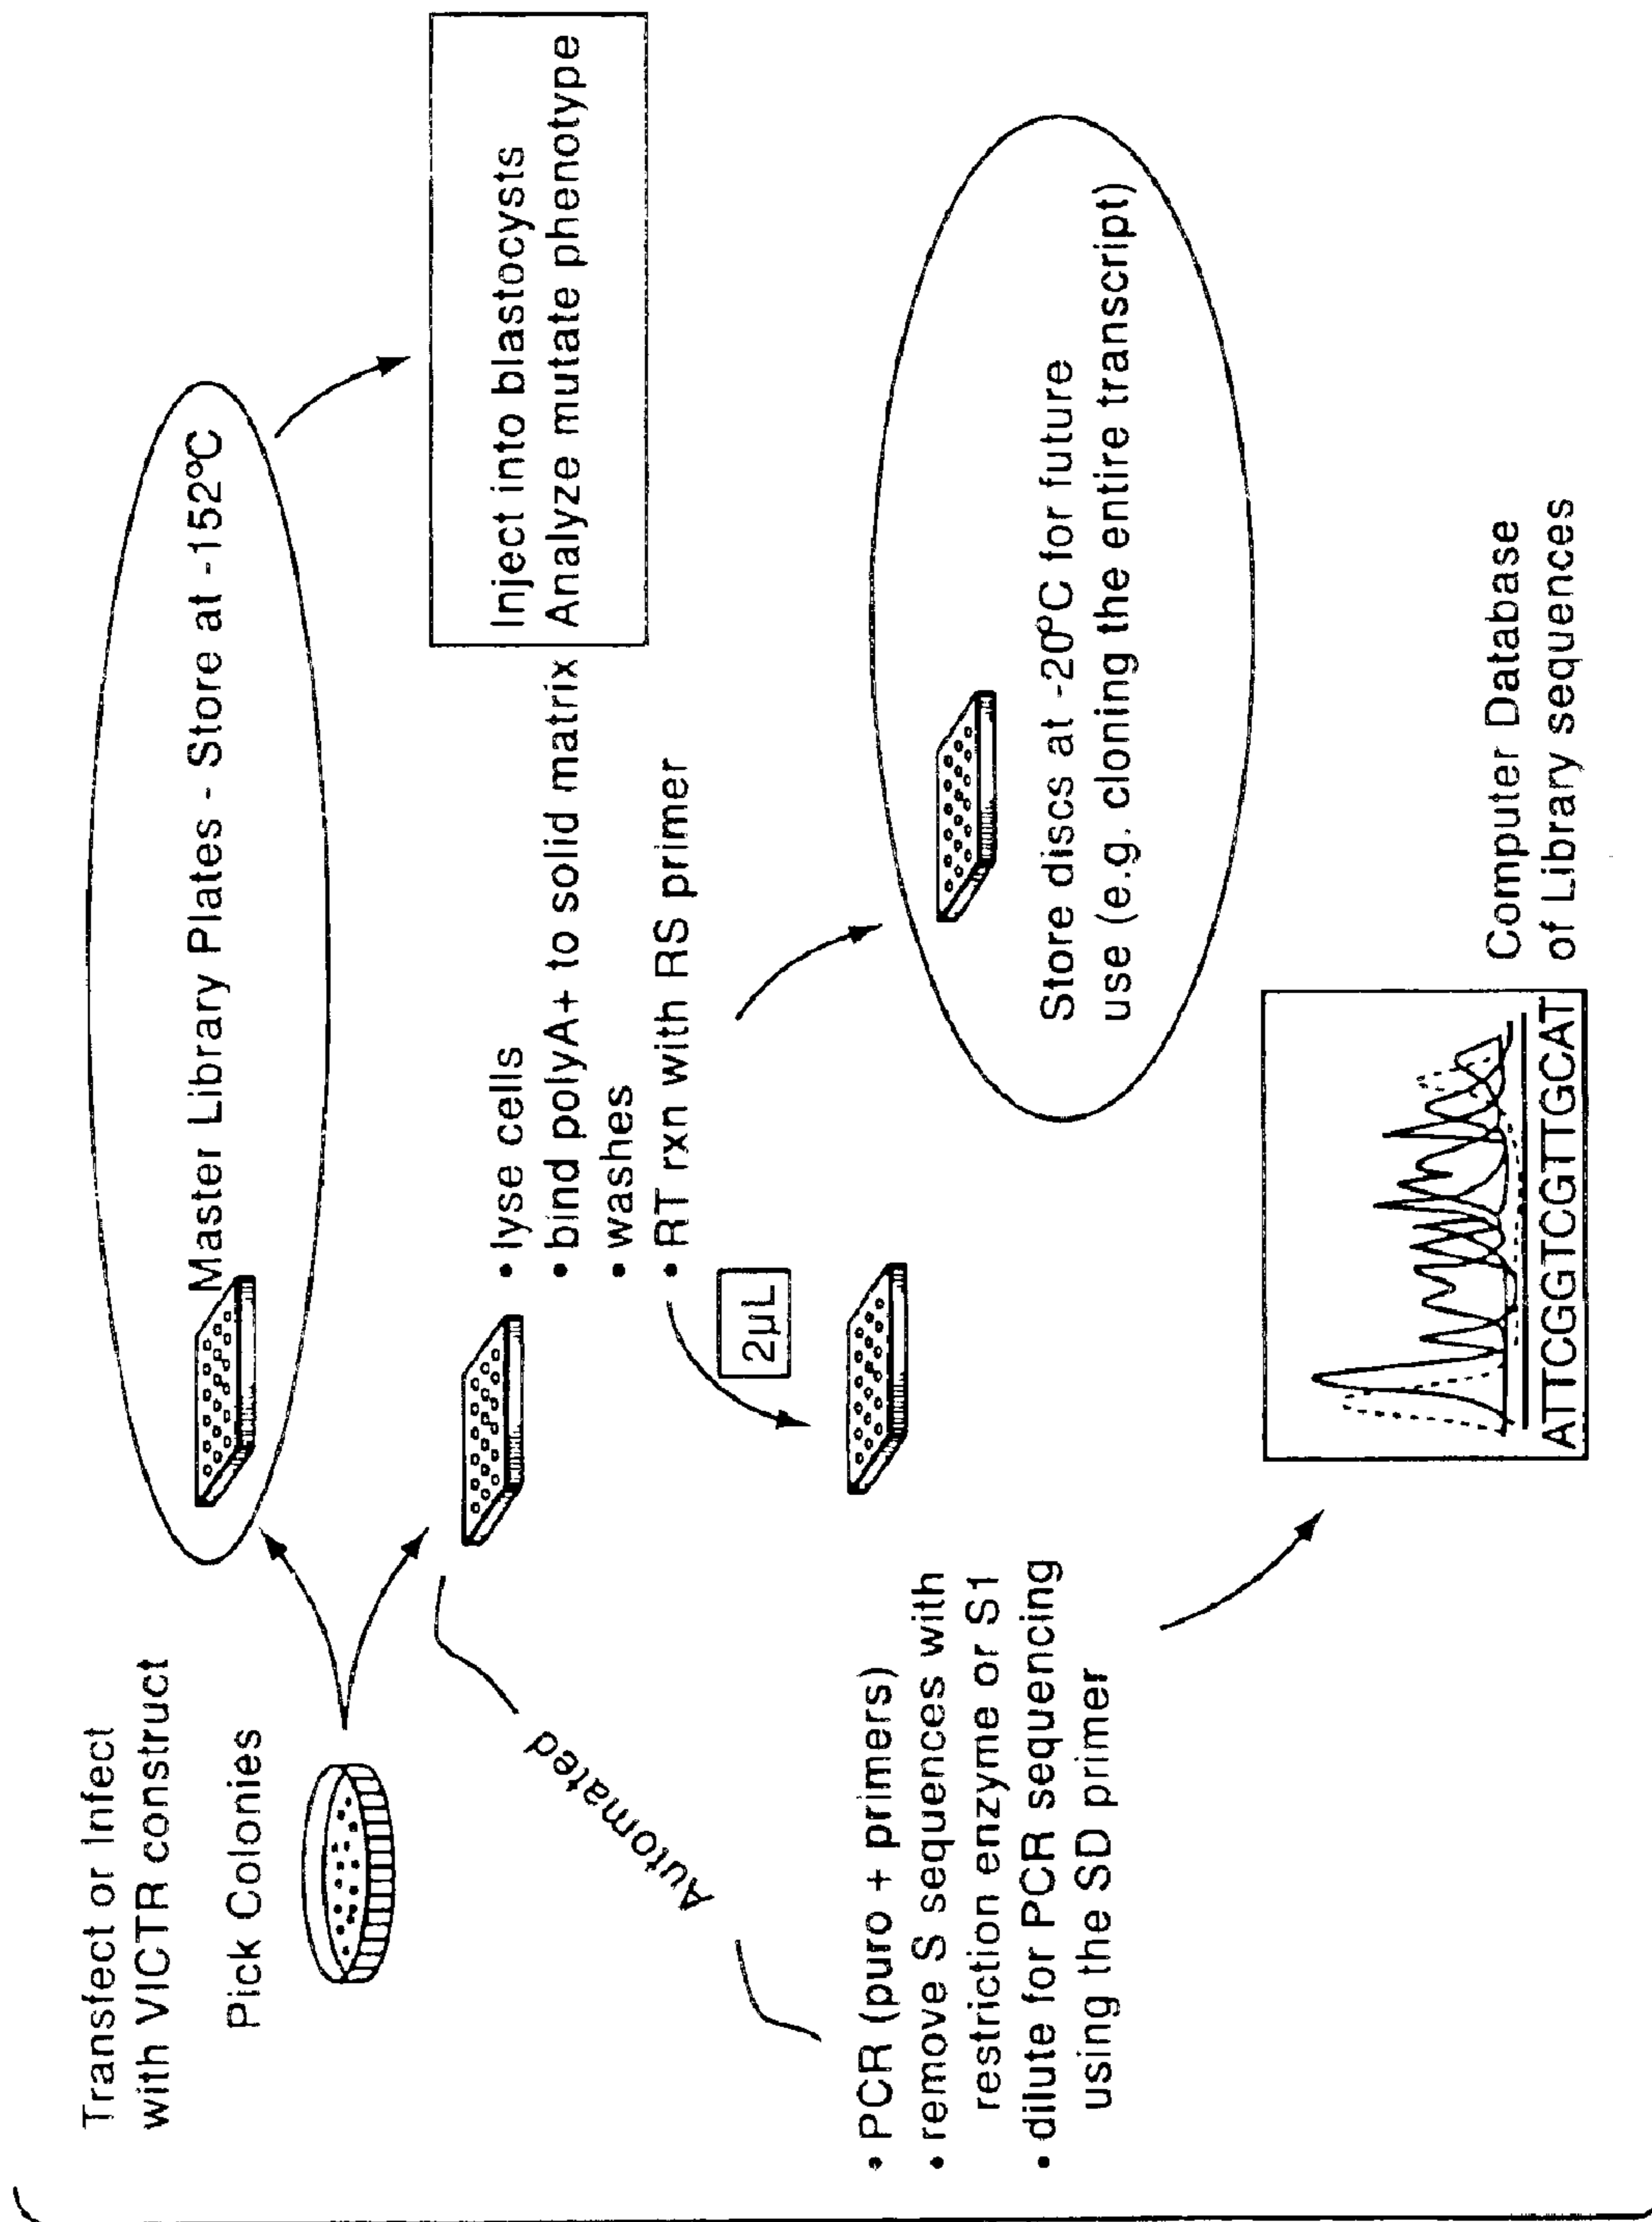 Transfect or Infect
with VICTR construct
Pick Colonies
Master Library Plates - Store at -152ºC
Inject into blastocysts
Analyze mutate phenotype
• lyse cells
• bind polyA+ to solid matrix
• washes
• RT rxn with RS primer
2µL
Automated
Store discs at -20ºC for future
use (e.g. cloning the entire transcript)
• PCR (puro + primers)
• remove S sequences with
restriction enzyme or S1
• dilute for PCR sequencing
using the SD primer
ATTCGGTCGTTGCAT
Computer Database
of Library sequences